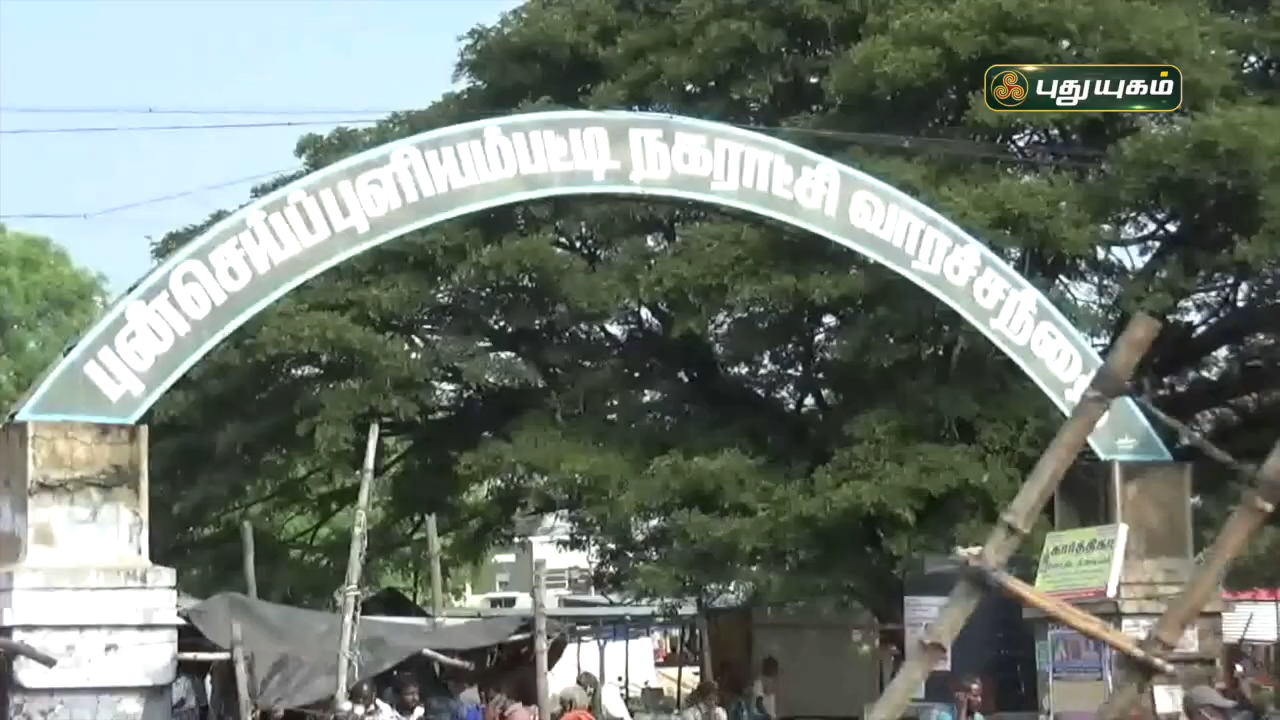 புதுயுகம்
புன்செய்ப்புளியம்பட்டி நகராட்சி வாரச்சந்தை
கார்த்திகா